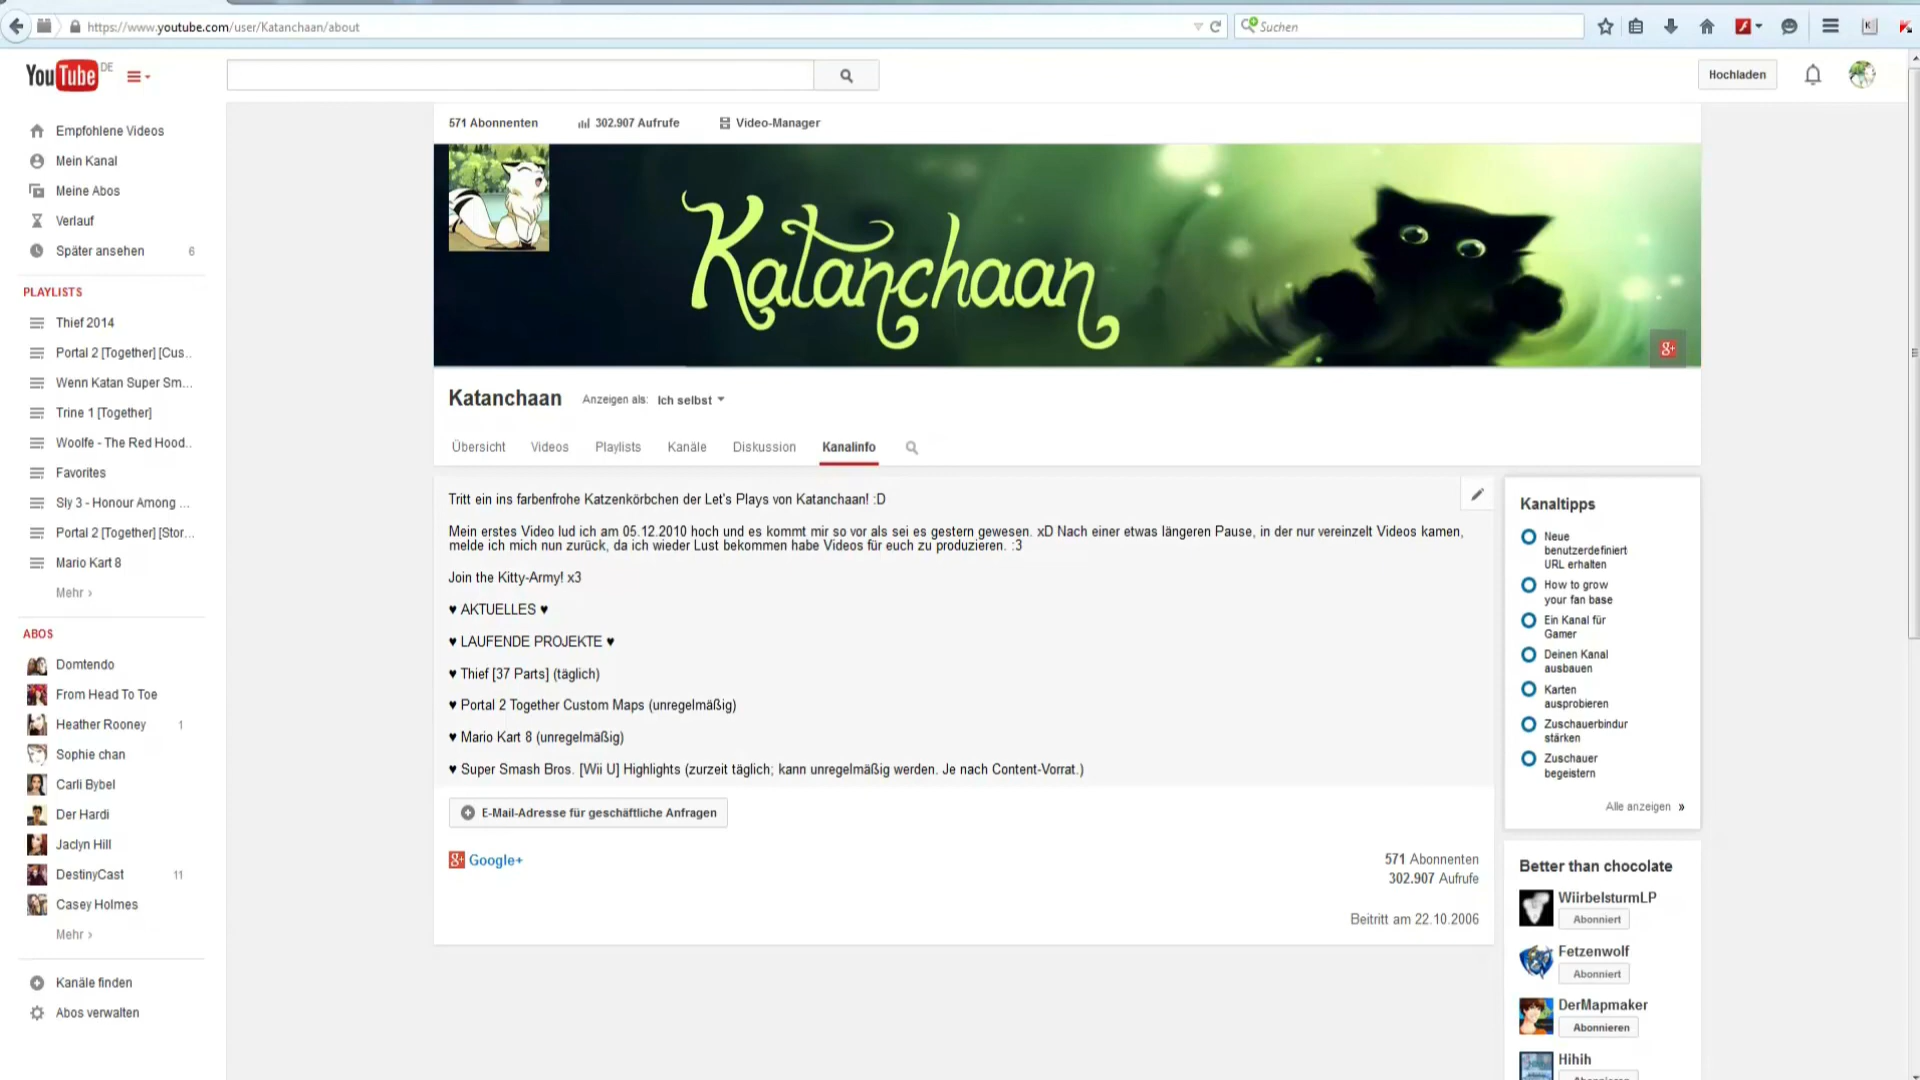 https://www.youtube.com/user/Katanchaan/about
Suchen
YouTube DE
Hochladen
Empfohlene Videos
Mein Kanal
Meine Abos
Verlauf
Später ansehen 6
PLAYLISTS
Thief 2014
Portal 2 [Together] [Cus...
Wenn Katan Super Sm...
Trine 1 [Together]
Woolfe - The Red Hood...
Favorites
Sly 3 - Honour Among ...
Portal 2 [Together] [Stor...
Mario Kart 8
Mehr ›
ABOS
Domtendo
From Head To Toe
Heather Rooney 1
Sophie chan
Carli Bybel
Der Hardi
Jaclyn Hill
DestinyCast 11
Casey Holmes
Mehr ›
Kanäle finden
Abos verwalten
571 Abonnenten 302.907 Aufrufe Video-Manager
Katanchaan
g+
Katanchaan Anzeigen als: Ich selbst
Übersicht Videos Playlists Kanäle Diskussion Kanalinfo
Tritt ein ins farbenfrohe Katzenkörbchen der Let's Plays von Katanchaan! :D
Mein erstes Video lud ich am 05.12.2010 hoch und es kommt mir so vor als sei es gestern gewesen. xD Nach einer etwas längeren Pause, in der nur vereinzelt Videos kamen,
melde ich mich nun zurück, da ich wieder Lust bekommen habe Videos für euch zu produzieren. :3
Join the Kitty-Army! x3
♥ AKTUELLES ♥
♥ LAUFENDE PROJEKTE ♥
♥ Thief [37 Parts] (täglich)
♥ Portal 2 Together Custom Maps (unregelmäßig)
♥ Mario Kart 8 (unregelmäßig)
♥ Super Smash Bros. [Wii U] Highlights (zurzeit täglich; kann unregelmäßig werden. Je nach Content-Vorrat.)
E-Mail-Adresse für geschäftliche Anfragen
g+ Google+
571 Abonnenten
302.907 Aufrufe
Beitritt am 22.10.2006
Kanaltipps
Neue
benutzerdefiniert
URL erhalten
How to grow
your fan base
Ein Kanal für
Gamer
Deinen Kanal
ausbauen
Karten
ausprobieren
Zuschauerbindur
stärken
Zuschauer
begeistern
Alle anzeigen »
Better than chocolate
WiirbelsturmLP
Abonniert
Fetzenwolf
Abonniert
DerMapmaker
Abonnieren
Hihih